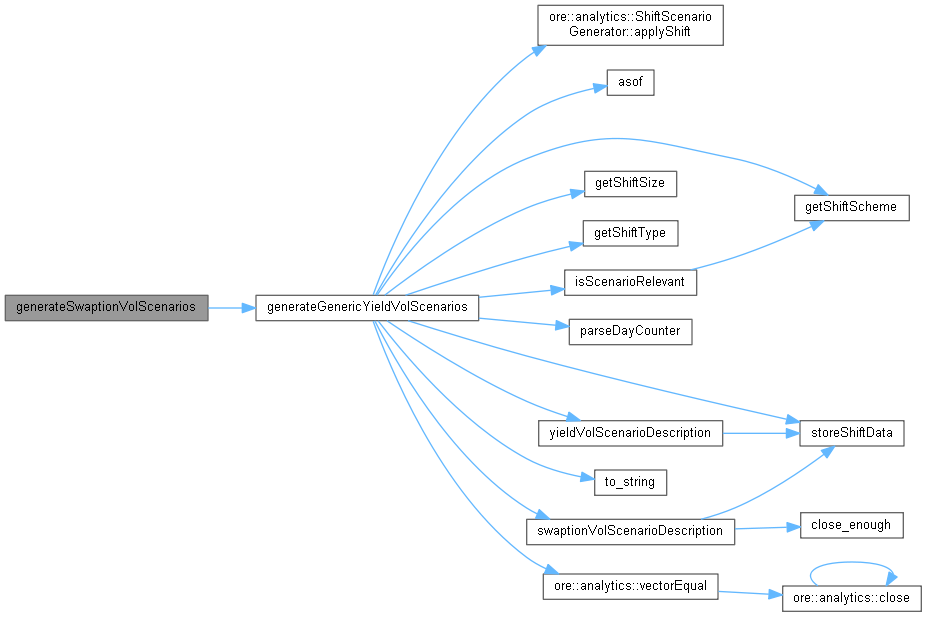 ore::analytics::ShiftScenario
Generator::applyShift
asof
getShiftSize
getShiftScheme
getShiftType
isScenarioRelevant
generateSwaptionVolScenarios
generateGenericYieldVolScenarios
parseDayCounter
yieldVolScenarioDescription
storeShiftData
to_string
swaptionVolScenarioDescription
close_enough
ore::analytics::vectorEqual
ore::analytics::close